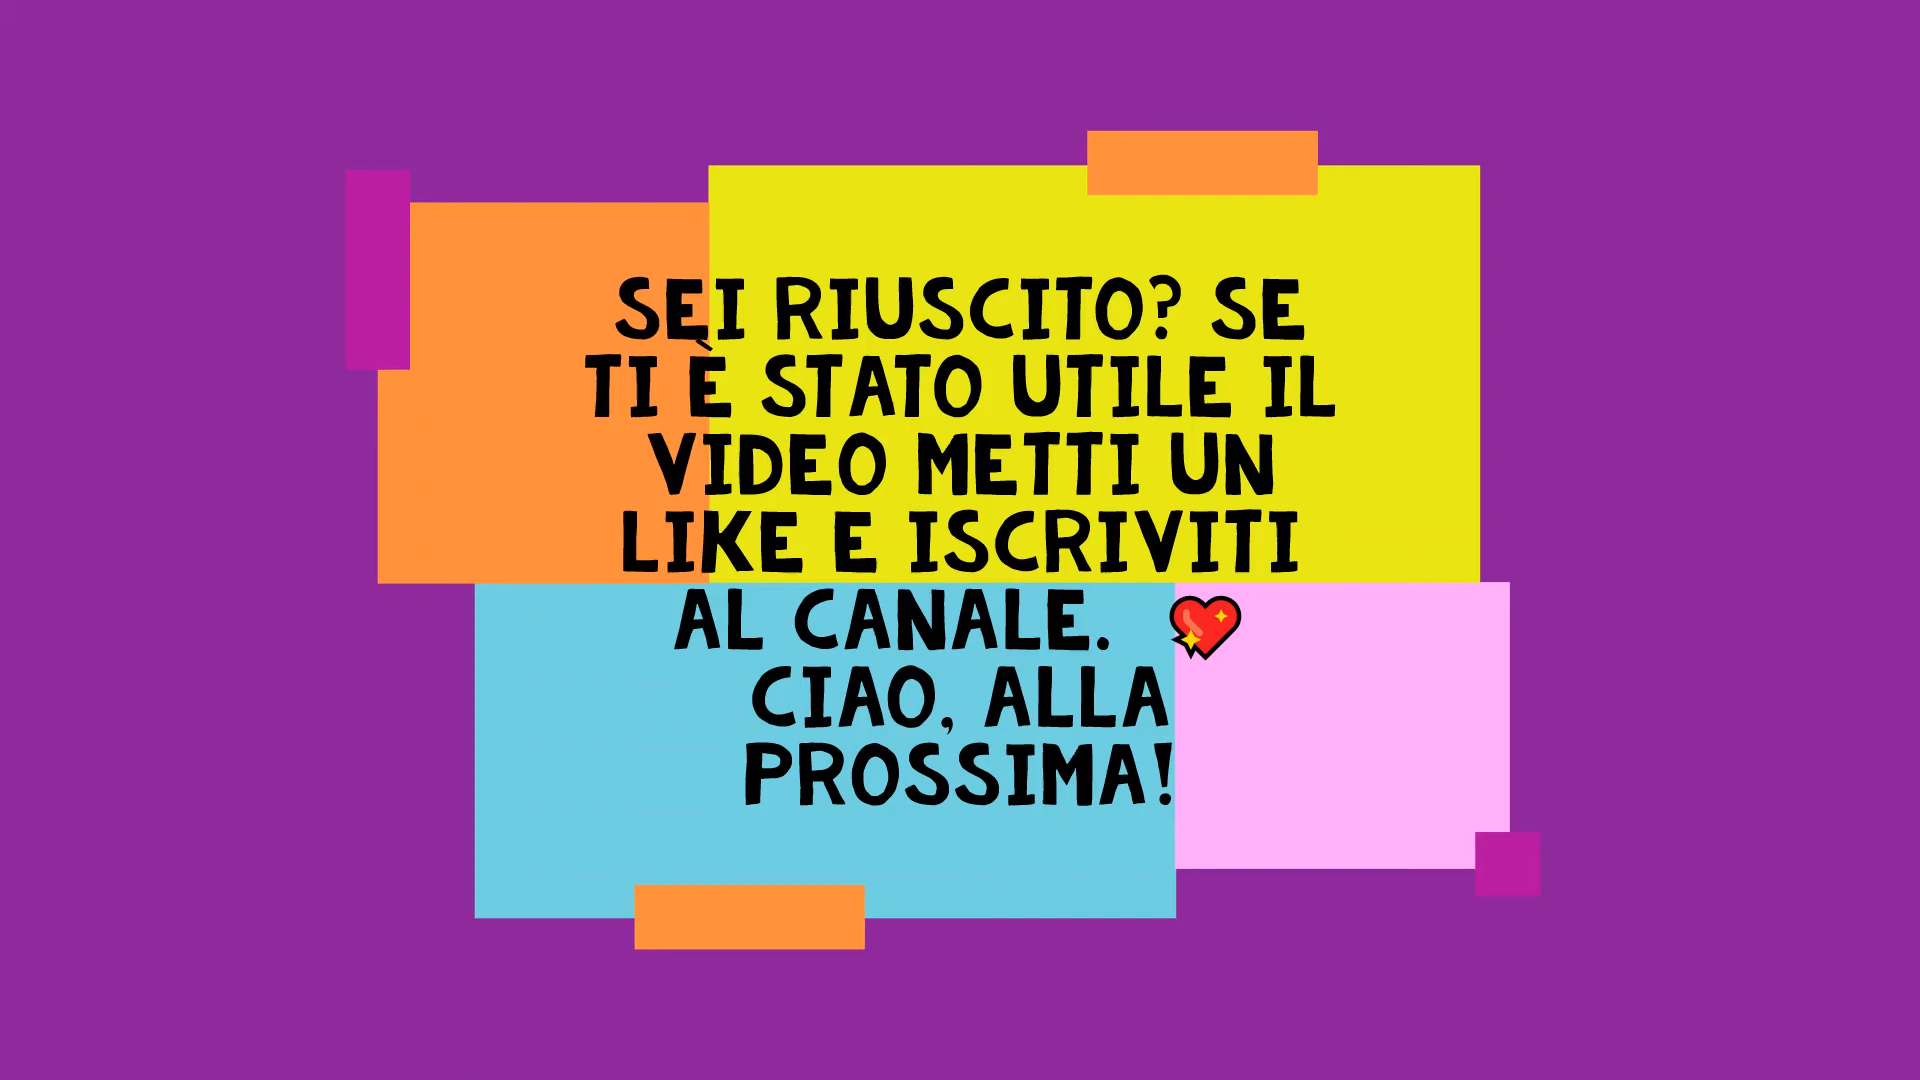 SEI RIUSCITO? SE
TI È STATO UTILE IL
VIDEO METTI UN
LIKE E ISCRIVITI
AL CANALE. 💖
CIAO, ALLA
PROSSIMA!